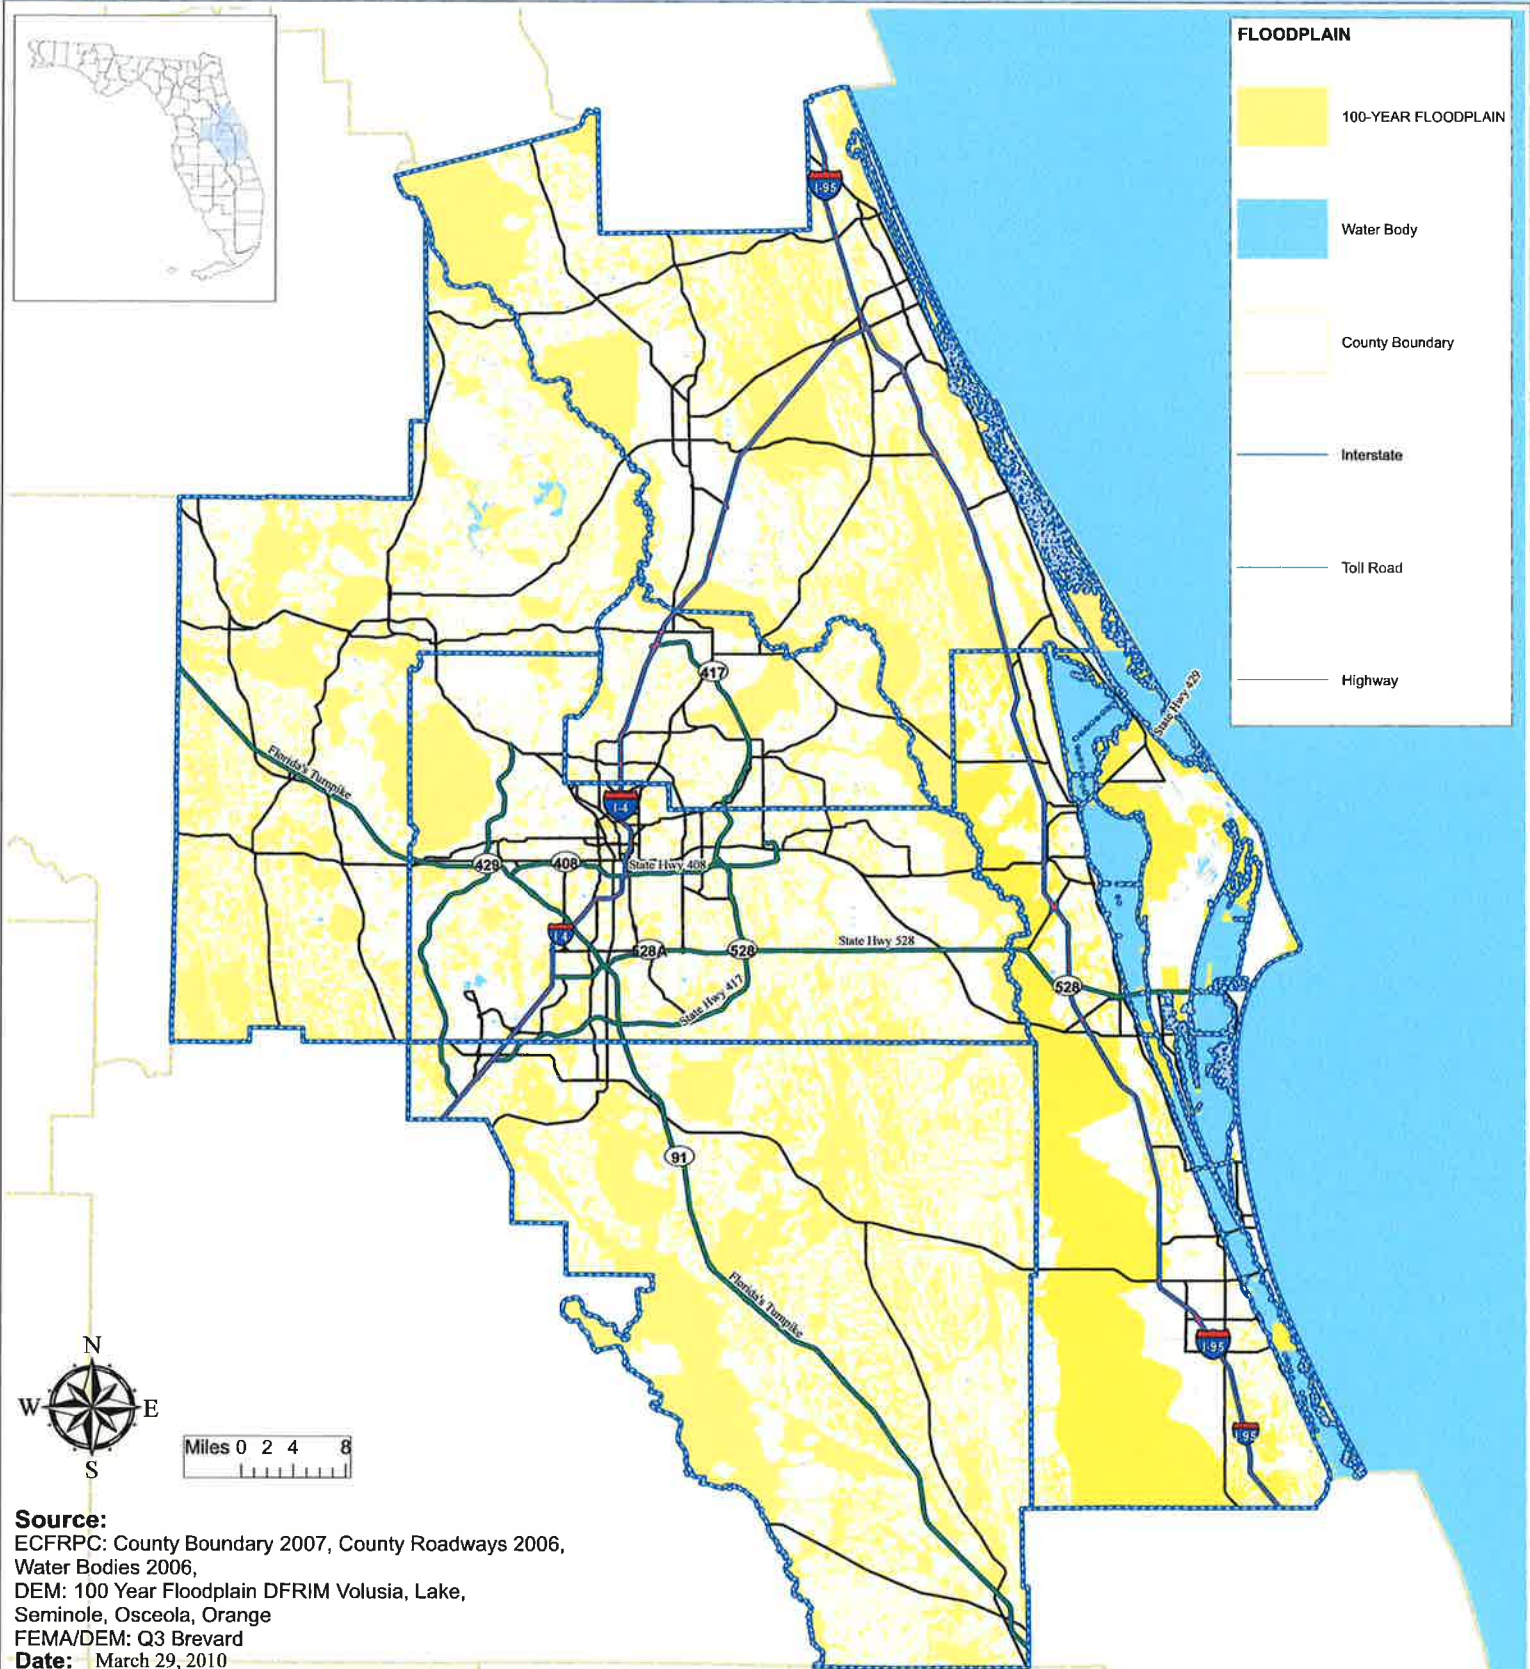 FLOODPLAIN
100-YEAR FLOODPLAIN
Water Body
County Boundary
Interstate
Toll Road
Highway
I-95
417
State Hwy 429
Florida's Turnpike
I-4
429
408
State Hwy 408
I-4
528A
528
State Hwy 528
State Hwy 417
528
91
Florida's Turnpike
I-95
I-95
N
W
E
S
Miles 0 2 4 8
Source:
ECFRPC: County Boundary 2007, County Roadways 2006,
Water Bodies 2006,
DEM: 100 Year Floodplain DFRIM Volusia, Lake,
Seminole, Osceola, Orange
FEMA/DEM: Q3 Brevard
Date: March 29, 2010